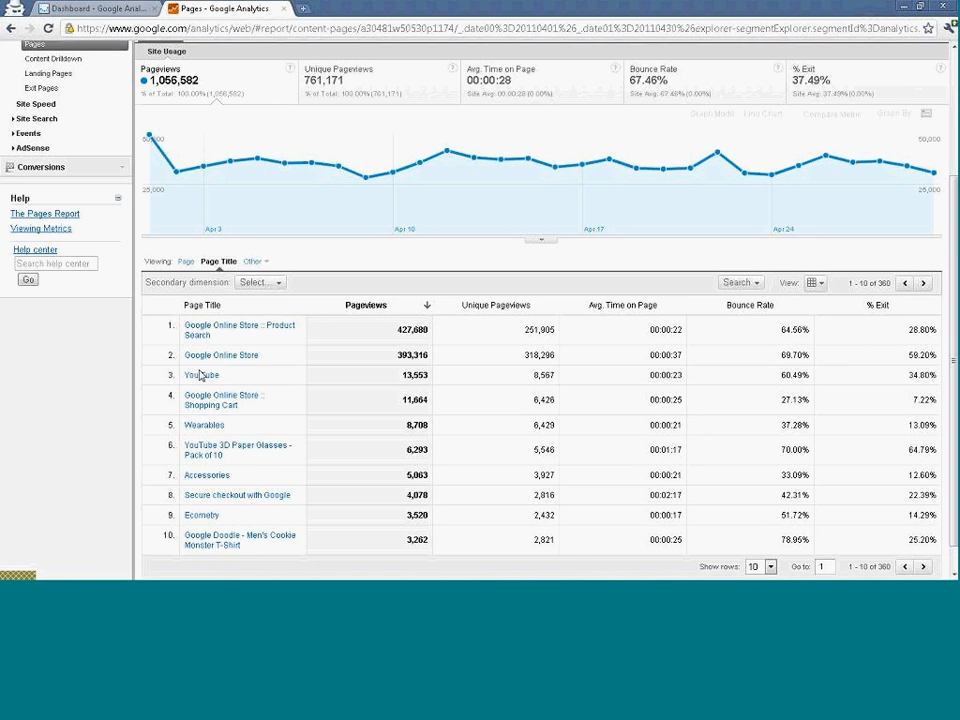 Dashboard - Google Anal...
Pages - Google Analytics
https://www.google.com/analytics/web/#report/content-pages/a30481w50530p1174/_.date00%3D20110401%26_.date01%3D20110430%26explorer-segmentExplorer.segmentId%3Danalytics.
Pages
Content Drilldown
Landing Pages
Exit Pages
Site Speed
Site Search
Events
AdSense
Conversions
Help
The Pages Report
Viewing Metrics
Help center
Search help center
Go
Site Usage
Pageviews
1,056,582
% of Total: 100.00% (1,056,582)
Unique Pageviews
761,171
% of Total: 100.00% (761,171)
Avg. Time on Page
00:00:28
Site Avg: 00:00:28 (0.00%)
Bounce Rate
67.46%
Site Avg: 67.46% (0.00%)
% Exit
37.49%
Site Avg: 37.49% (0.00%)
Graph Mode Line Chart Compare Metric Graph By
50,000 50,000
25,000 25,000
Apr 3 Apr 10 Apr 17 Apr 24
Viewing: Page Page Title Other
Secondary dimension: Select... Search View: 1 - 10 of 360
Page Title Pageviews Unique Pageviews Avg. Time on Page Bounce Rate % Exit
1. Google Online Store :: Product
Search 427,680 251,905 00:00:22 64.56% 28.80%
2. Google Online Store 393,316 318,296 00:00:37 69.70% 59.20%
3. YouTube 13,553 8,567 00:00:23 60.49% 34.80%
4. Google Online Store ::
Shopping Cart 11,664 6,426 00:00:25 27.13% 7.22%
5. Wearables 8,708 6,429 00:00:21 37.28% 13.09%
6. YouTube 3D Paper Glasses -
Pack of 10 6,293 5,546 00:01:17 70.00% 64.79%
7. Accessories 5,063 3,927 00:00:21 33.09% 12.60%
8. Secure checkout with Google 4,078 2,816 00:02:17 42.31% 22.39%
9. Ecometry 3,520 2,432 00:00:17 51.72% 14.29%
10. Google Doodle - Men's Cookie
Monster T-Shirt 3,262 2,821 00:00:25 78.95% 25.20%
Show rows: 10 Go to: 1 1 - 10 of 360